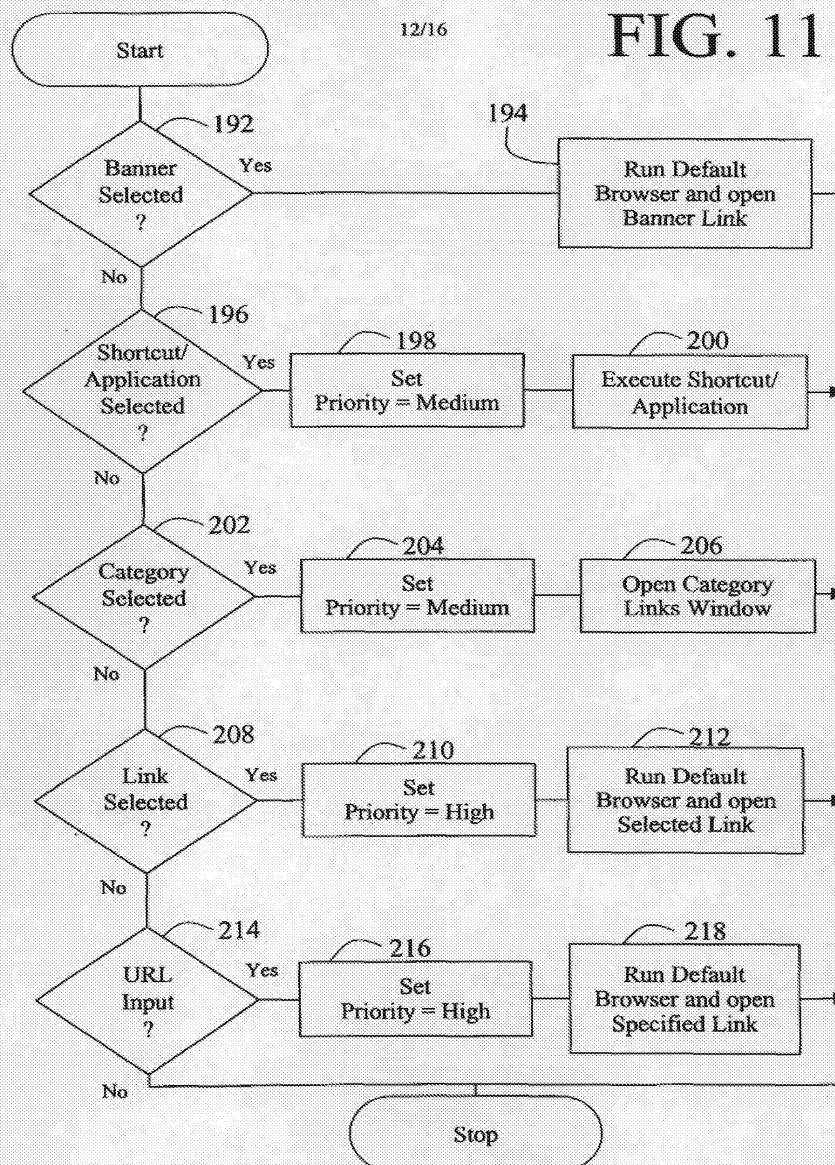 12/16
FIG. 11
Start
192
Banner
Selected
?
Yes
194
Run Default
Browser and open
Banner Link
No
196
Shortcut/
Application
Selected
?
Yes
198
Set
Priority = Medium
200
Execute Shortcut/
Application
No
202
Category
Selected
?
Yes
204
Set
Priority = Medium
206
Open Category
Links Window
No
208
Link
Selected
?
Yes
210
Set
Priority = High
212
Run Default
Browser and open
Selected Link
No
214
URL
Input
?
Yes
216
Set
Priority = High
218
Run Default
Browser and open
Specified Link
No
Stop